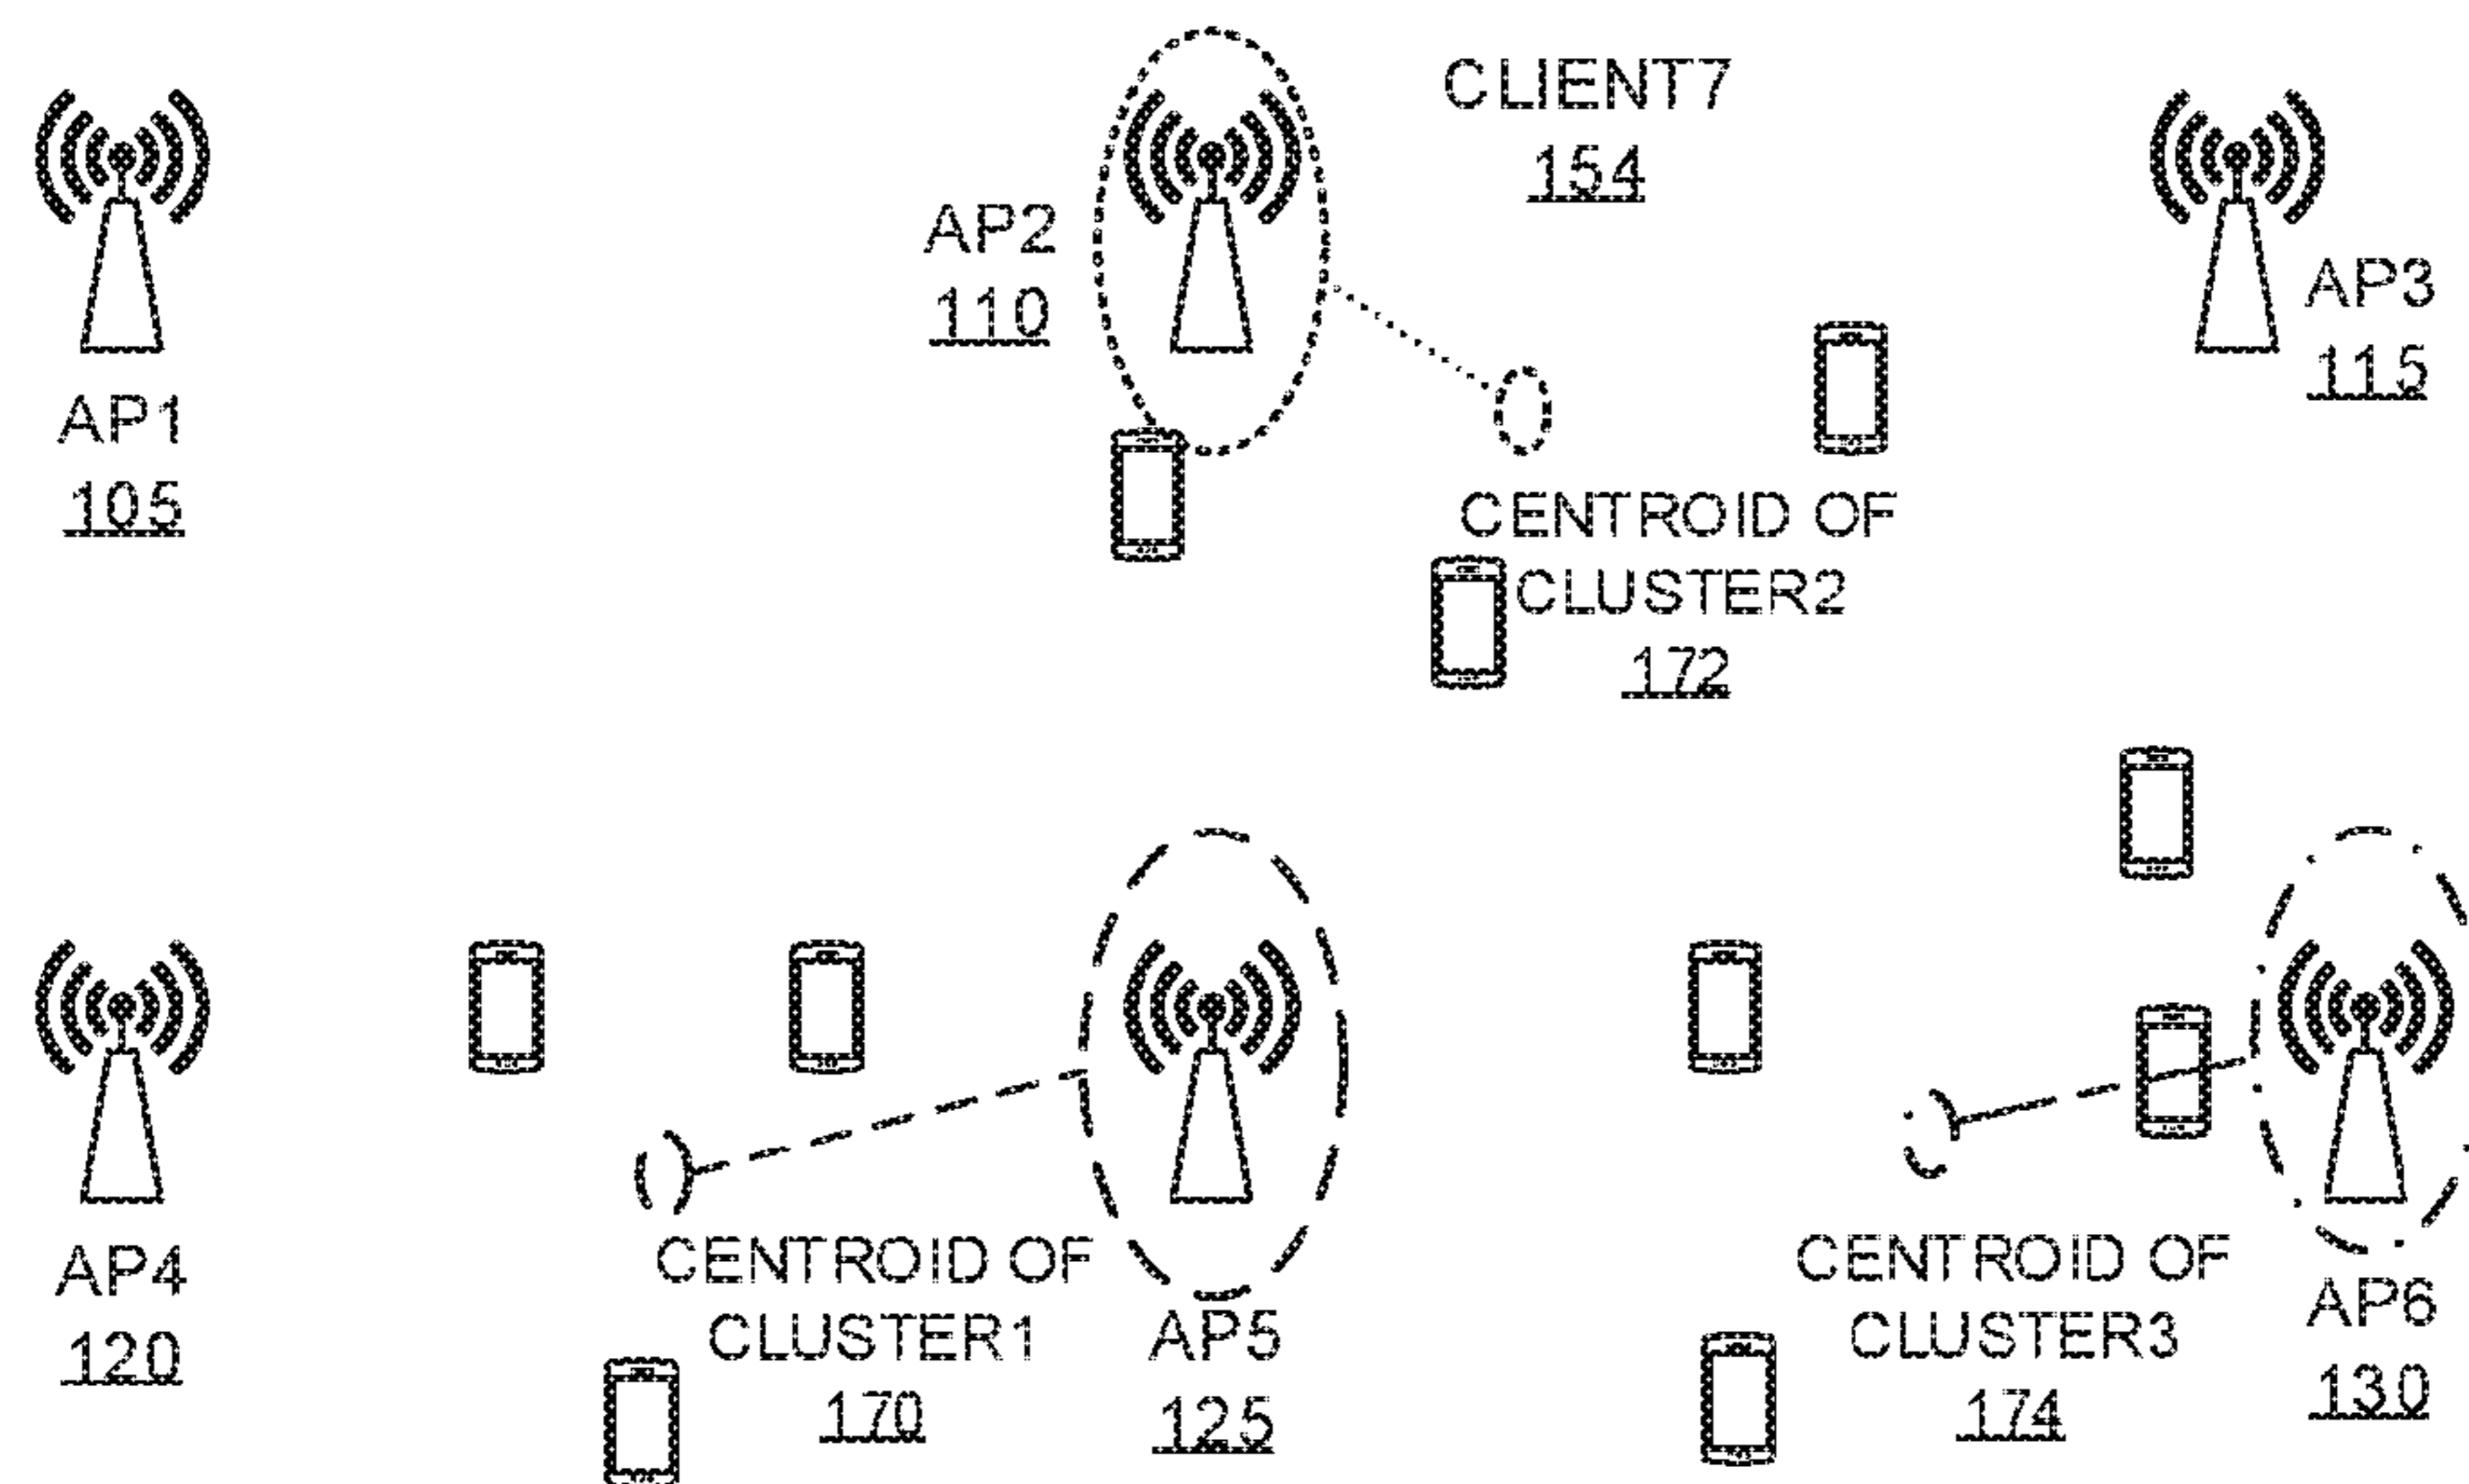 CLIENT7
154
AP2
110
AP3
115
AP1
105
CENTROID OF
CLUSTER2
172
CENTROID OF
CLUSTER1
170
AP4
120
AP5
125
CENTROID OF
CLUSTER3
174
AP6
130